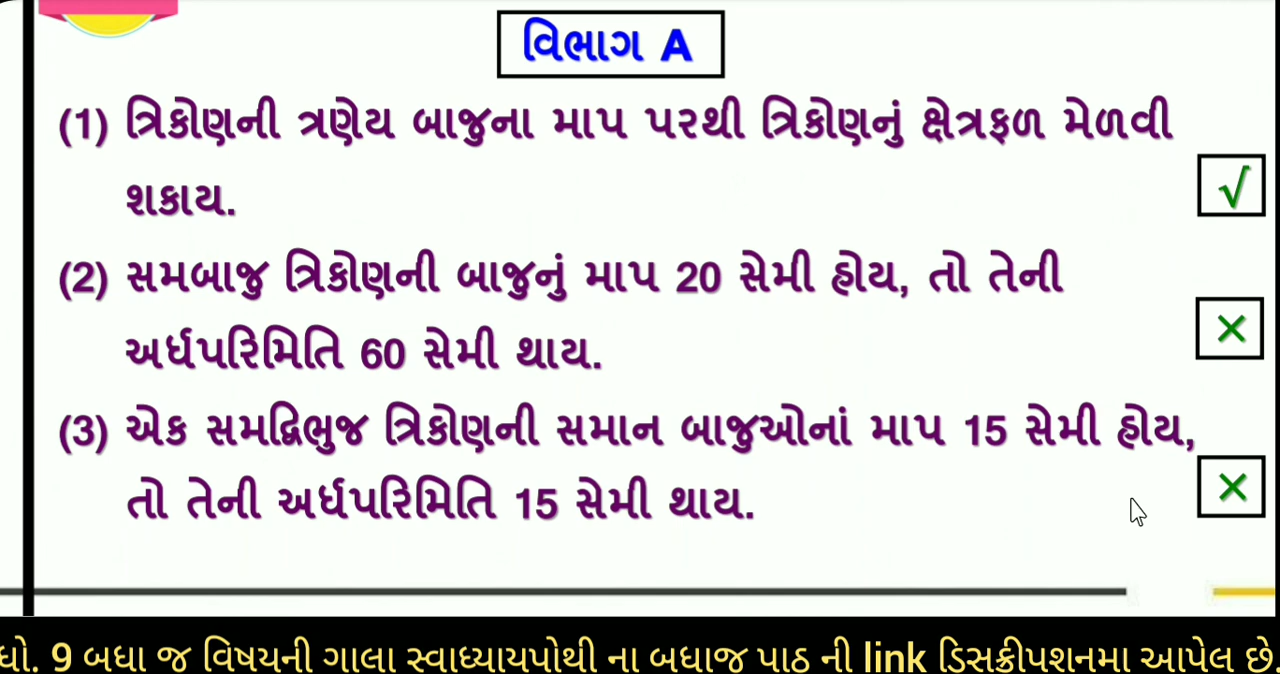 વિભાગ A
(1) ત્રિકોણની ત્રણેય બાજુના માપ પરથી ત્રિકોણનું ક્ષેત્રફળ મેળવી
શકાય. √
(2) સમબાજુ ત્રિકોણની બાજુનું માપ 20 સેમી હોય, તો તેની
અર્ધપરિમિતિ 60 સેમી થાય. ×
(3) એક સમદ્વિભુજ ત્રિકોણની સમાન બાજુઓનાં માપ 15 સેમી હોય,
તો તેની અર્ધપરિમિતિ 15 સેમી થાય. ×
9 બધા જ વિષયની ગાલા સ્વાધ્યાયપોથી ના બધાજ પાઠ ની link ડિસક્રીપશનમા આપેલ છે.